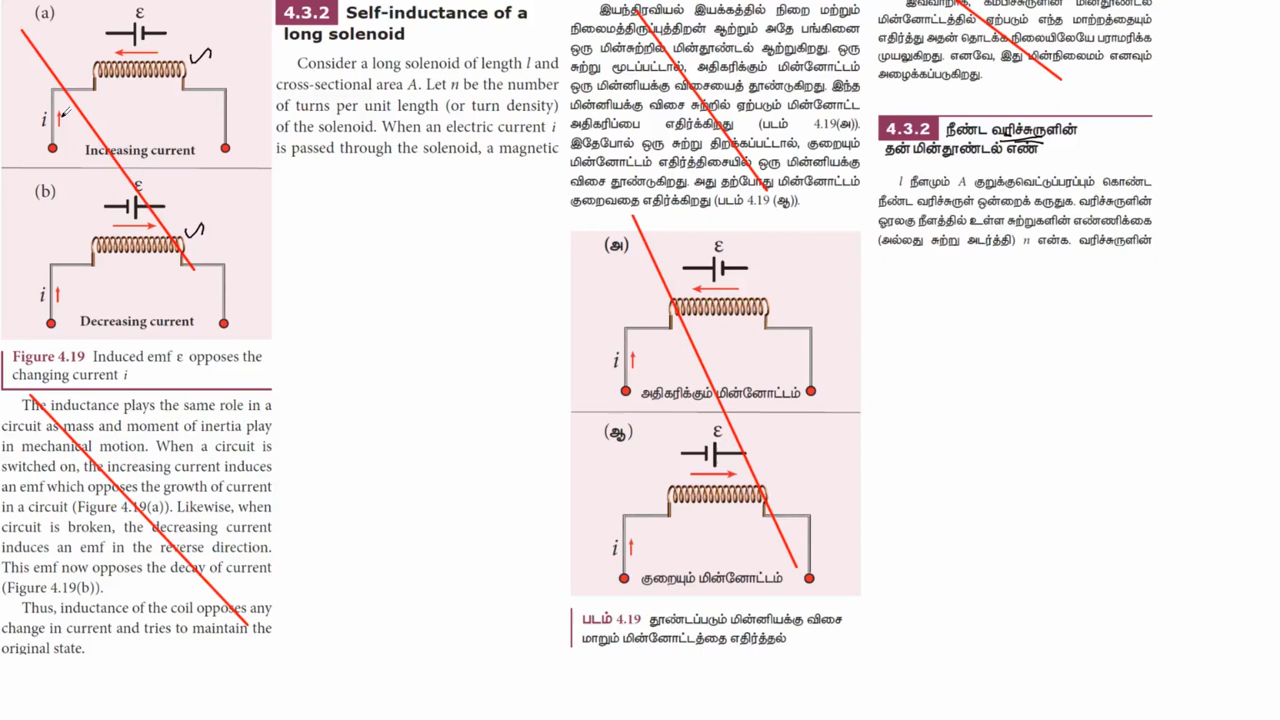 (a)
ε
i
Increasing current
(b)
ε
i
Decreasing current
Figure 4.19 Induced emf ε opposes the
changing current i
The inductance plays the same role in a
circuit as mass and moment of inertia play
in mechanical motion. When a circuit is
switched on, the increasing current induces
an emf which opposes the growth of current
in a circuit (Figure 4.19(a)). Likewise, when
circuit is broken, the decreasing current
induces an emf in the reverse direction.
This emf now opposes the decay of current
(Figure 4.19(b)).
Thus, inductance of the coil opposes any
change in current and tries to maintain the
original state.
4.3.2 Self-inductance of a
long solenoid
Consider a long solenoid of length l and
cross-sectional area A. Let n be the number
of turns per unit length (or turn density)
of the solenoid. When an electric current i
is passed through the solenoid, a magnetic
இயந்திரவியல் இயக்கத்தில் நிறை மற்றும்
நிலைமத்திருப்புத்திறன் ஆற்றும் அதே பங்கினை
ஒரு மின்சுற்றில் மின்தூண்டல் ஆற்றுகிறது. ஒரு
சுற்று மூடப்பட்டால், அதிகரிக்கும் மின்னோட்டம்
ஒரு மின்னியக்கு விசையைத் தூண்டுகிறது. இந்த
மின்னியக்கு விசை சுற்றில் ஏற்படும் மின்னோட்ட
அதிகரிப்பை எதிர்க்கிறது (படம் 4.19(அ).
இதேபோல் ஒரு சுற்று திறக்கப்பட்டால், குறையும்
மின்னோட்டம் எதிர்த்திசையில் ஒரு மின்னியக்கு
விசை தூண்டுகிறது. அது தற்போது மின்னோட்டம்
குறைவதை எதிர்க்கிறது (படம் 4.19 (ஆ)).
(அ)
ε
i
அதிகரிக்கும் மின்னோட்டம்
(ஆ)
ε
i
குறையும் மின்னோட்டம்
படம் 4.19 தூண்டப்படும் மின்னியக்கு விசை
மாறும் மின்னோட்டத்தை எதிர்த்தல்
இவ்வாறாக, கம்பிச்சுருளின் மின்தூண்டல்
மின்னோட்டத்தில் ஏற்படும் எந்த மாற்றத்தையும்
எதிர்த்து அதன் தொடக்க நிலையிலேயே பராமரிக்க
முயலுகிறது. எனவே, இது மின்நிலைமம் எனவும்
அழைக்கப்படுகிறது.
4.3.2 நீண்ட வரிச்சுருளின்
தன் மின்தூண்டல் எண்
l நீளமும் A குறுக்குவெட்டுப்பரப்பும் கொண்ட
நீண்ட வரிச்சுருள் ஒன்றைக் கருதுக. வரிச்சுருளின்
ஓரலகு நீளத்தில் உள்ள சுற்றுகளின் எண்ணிக்கை
(அல்லது சுற்று அடர்த்தி) n என்க. வரிச்சுருளின்